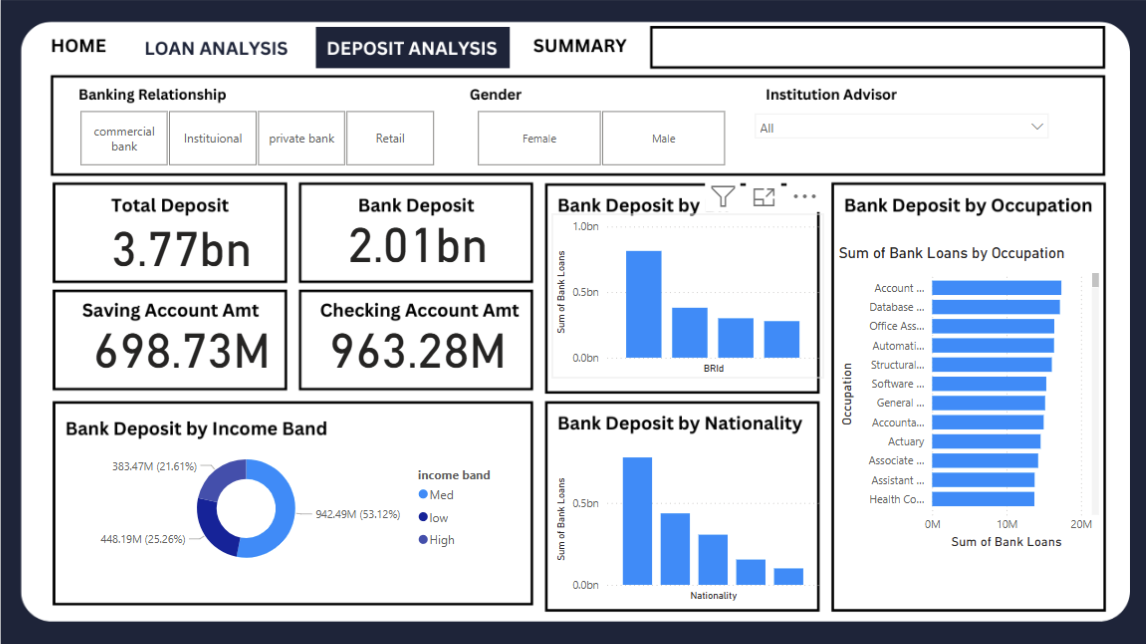 HOME
LOAN ANALYSIS
DEPOSIT ANALYSIS
SUMMARY
Banking Relationship
commercial
bank
Instituional
private bank
Retail
Gender
Female
Male
Institution Advisor
All
Total Deposit
3.77bn
Bank Deposit
2.01bn
Saving Account Amt
698.73M
Checking Account Amt
963.28M
Bank Deposit by
1.0bn
0.5bn
0.0bn
Sum of Bank Loans
BRId
Bank Deposit by Occupation
Sum of Bank Loans by Occupation
Occupation
Account ...
Database ...
Office Ass...
Automati...
Structural...
Software ...
General ...
Accounta...
Actuary
Associate ...
Assistant ...
Health Co...
0M
10M
20M
Sum of Bank Loans
Bank Deposit by Income Band
383.47M (21.61%)
448.19M (25.26%)
942.49M (53.12%)
income band
Med
low
High
Bank Deposit by Nationality
0.5bn
0.0bn
Sum of Bank Loans
Nationality